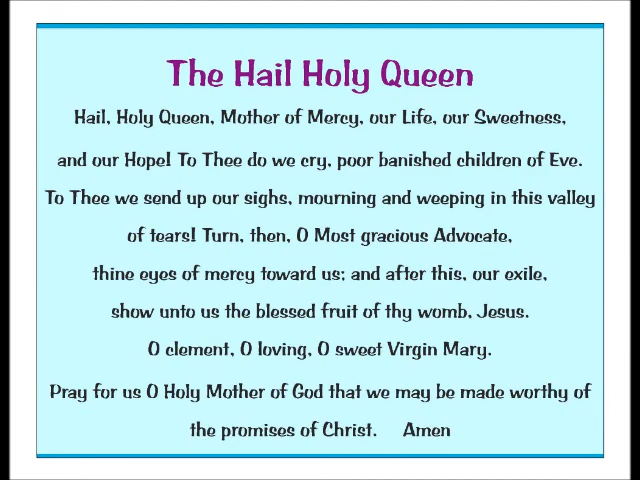 The Hail Holy Queen
Hail, Holy Queen, Mother of Mercy, our Life, our Sweetness,
and our Hope! To Thee do we cry, poor banished children of Eve.
To Thee we send up our sighs, mourning and weeping in this valley
of tears! Turn, then, O Most gracious Advocate,
thine eyes of mercy toward us; and after this, our exile,
show unto us the blessed fruit of thy womb, Jesus.
O clement, O loving, O sweet Virgin Mary.
Pray for us O Holy Mother of God that we may be made worthy of
the promises of Christ. Amen